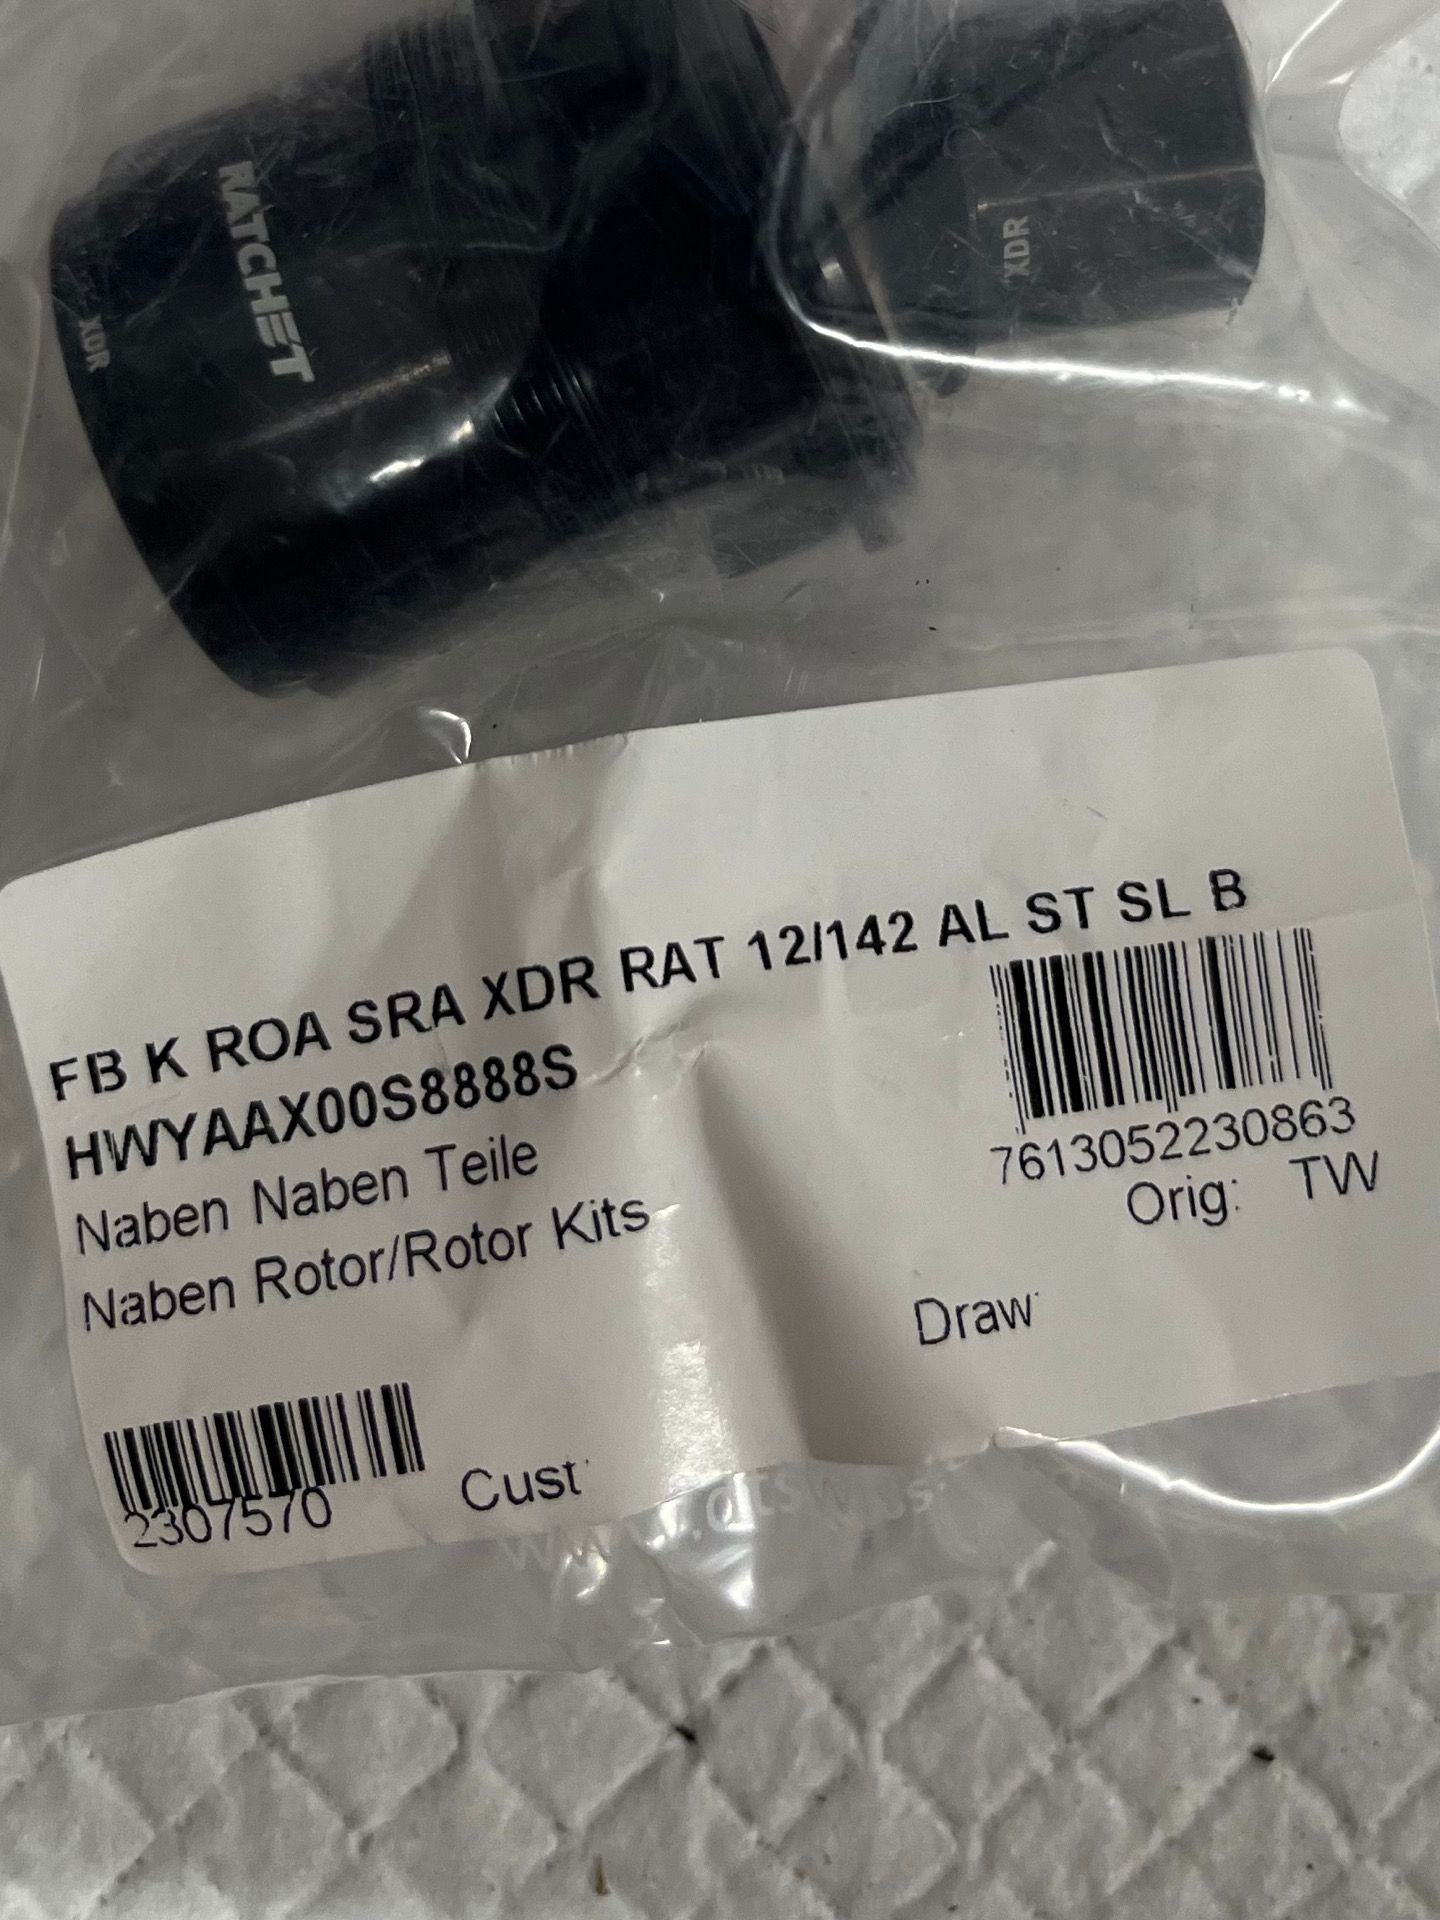 RATCHET
XDR
XDR
FB K ROA SRA XDR RAT 12/142 AL ST SL B
HWYAAX00S8888S
Naben Naben Teile
Naben Rotor/Rotor Kits
7613052230863
Orig: TW
Draw:
2307570
Cust: